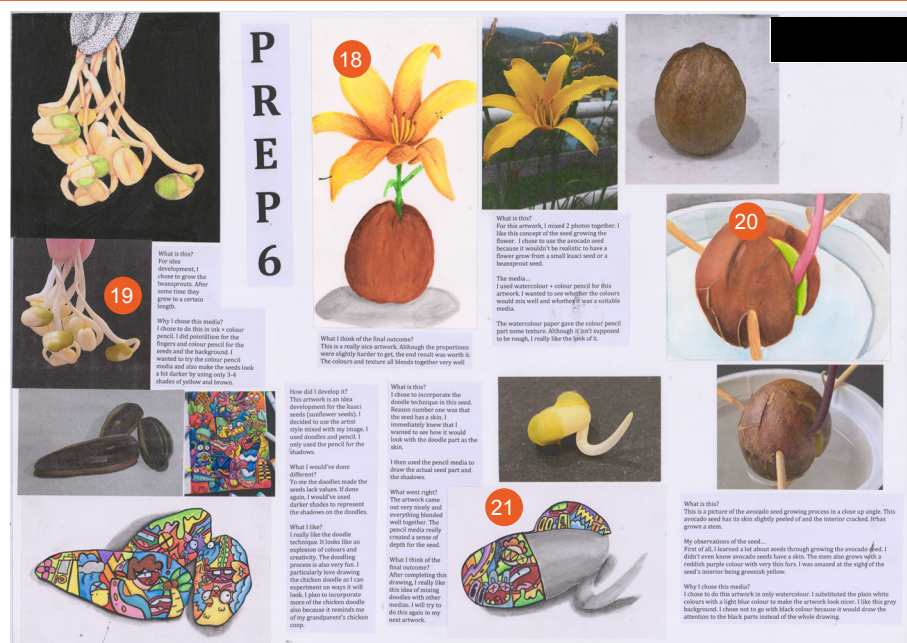 P
R
E
P
6
18
19
What is this?
For idea
development, I
chose to grow the
beansprouts. After
some time they
grew to a certain
length.
Why I chose this media?
I chose to do this in ink + colour
pencil. I did pointillism for the
fingers and colour pencil for the
seeds and the background. I
wanted to try the colour pencil
media and also make the seeds look
a bit darker by using only 3-4
shades of yellow and brown.
What I think of the final outcome?
This is a really nice artwork. Although the proportions
were slightly harder to get, the end result was worth it.
The colours and texture all blends together very well
What is this?
For this artwork, I mixed 2 photos together. I
like this concept of the seed growing the
flower. I chose to use the avocado seed
because it wouldn't be realistic to have a
flower grow from a small kuaci seed or a
beansprout seed.
The media...
I used watercolour + colour pencil for this
artwork. I wanted to see whether the colours
would mix well and whether it was a suitable
media.
The watercolour paper gave the colour pencil
part some texture. Although it isn't supposed
to be rough, I really like the look of it.
20
How did I develop it?
This artwork is an idea
development for the kuaci
seeds (sunflower seeds). I
decided to use the artist
style mixed with my image. I
used doodles and pencil. I
only used the pencil for the
shadows.
What I would've done
different?
To me the doodles made the
seeds lack values. If done
again, I would've used
darker shades to represent
the shadows on the doodles.
What I like?
I really like the doodle
technique. It looks like an
explosion of colours and
creativity. The doodling
process is also very fun. I
particularly love drawing
the chicken doodle as I can
experiment on ways it will
look. I plan to incorporate
more of the chicken doodle
also because it reminds me
of my grandparent's chicken
coop.
What is this?
I chose to incorporate the
doodle technique in this seed.
Reason number one was that
the seed has a skin. I
immediately knew that I
wanted to see how it would
look with the doodle part as the
skin.
I then used the pencil media to
draw the actual seed part and
the shadows.
What went right?
The artwork came
out very nicely and
everything blended
well together. The
pencil media really
created a sense of
depth for the seed.
What I think of the
final outcome?
After completing this
drawing, I really like
this idea of mixing
doodles with other
medias. I will try to
do this again in my
next artwork.
21
What is this?
This is a picture of the avocado seed growing process in a close up angle. This
avocado seed has its skin slightly peeled of and the interior cracked. It has
grown a stem.
My observations of the seed...
First of all, I learned a lot about seeds through growing the avocado seed. I
didn't even know avocado seeds have a skin. The stem also grown with a
reddish purple colour with very thin furs. I was amazed at the sight of the
seed's interior being greenish yellow.
Why I chose this media?
I chose to do this artwork in only watercolour. I substituted the plain white
colours with a light blue colour to make the artwork look nicer. I like this grey
background. I chose not to go with black colour because it would draw the
attention to the black parts instead of the whole drawing.